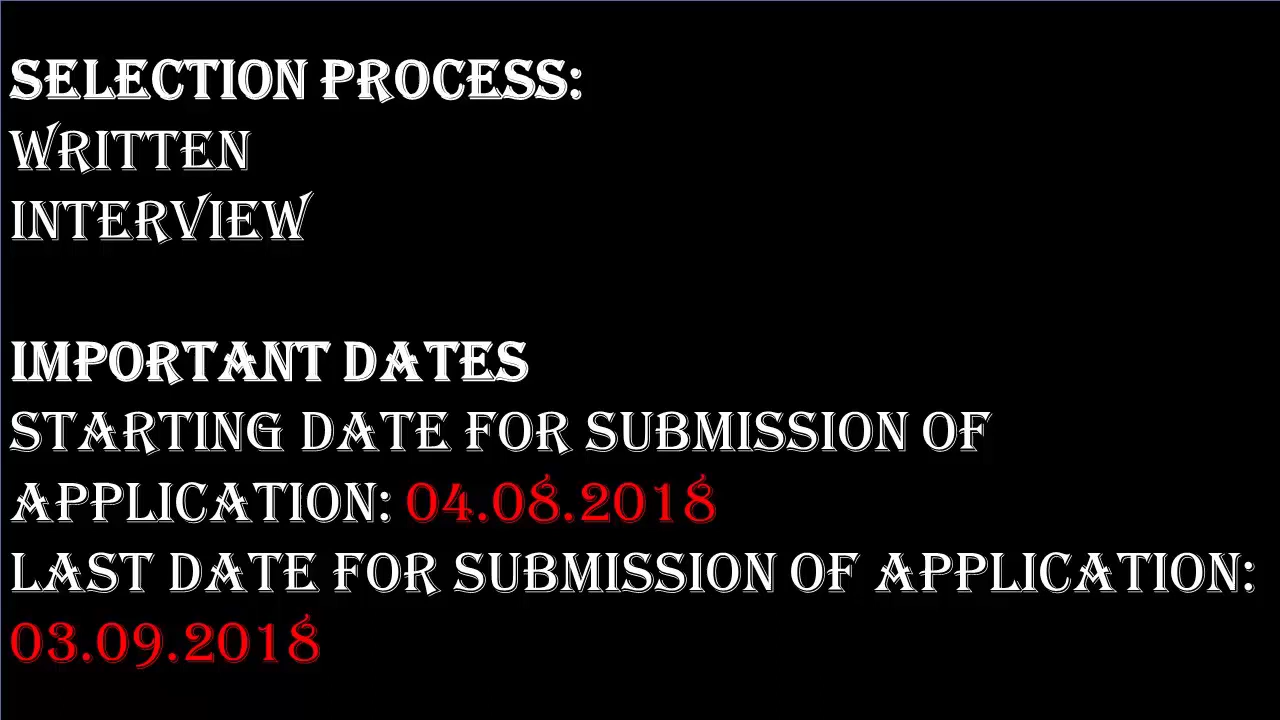 SELECTION PROCESS:
WRITTEN
INTERVIEW
IMPORTANT DATES
STARTING DATE FOR SUBMISSION OF
APPLICATION: 04.08.2018
LAST DATE FOR SUBMISSION OF APPLICATION:
03.09.2018